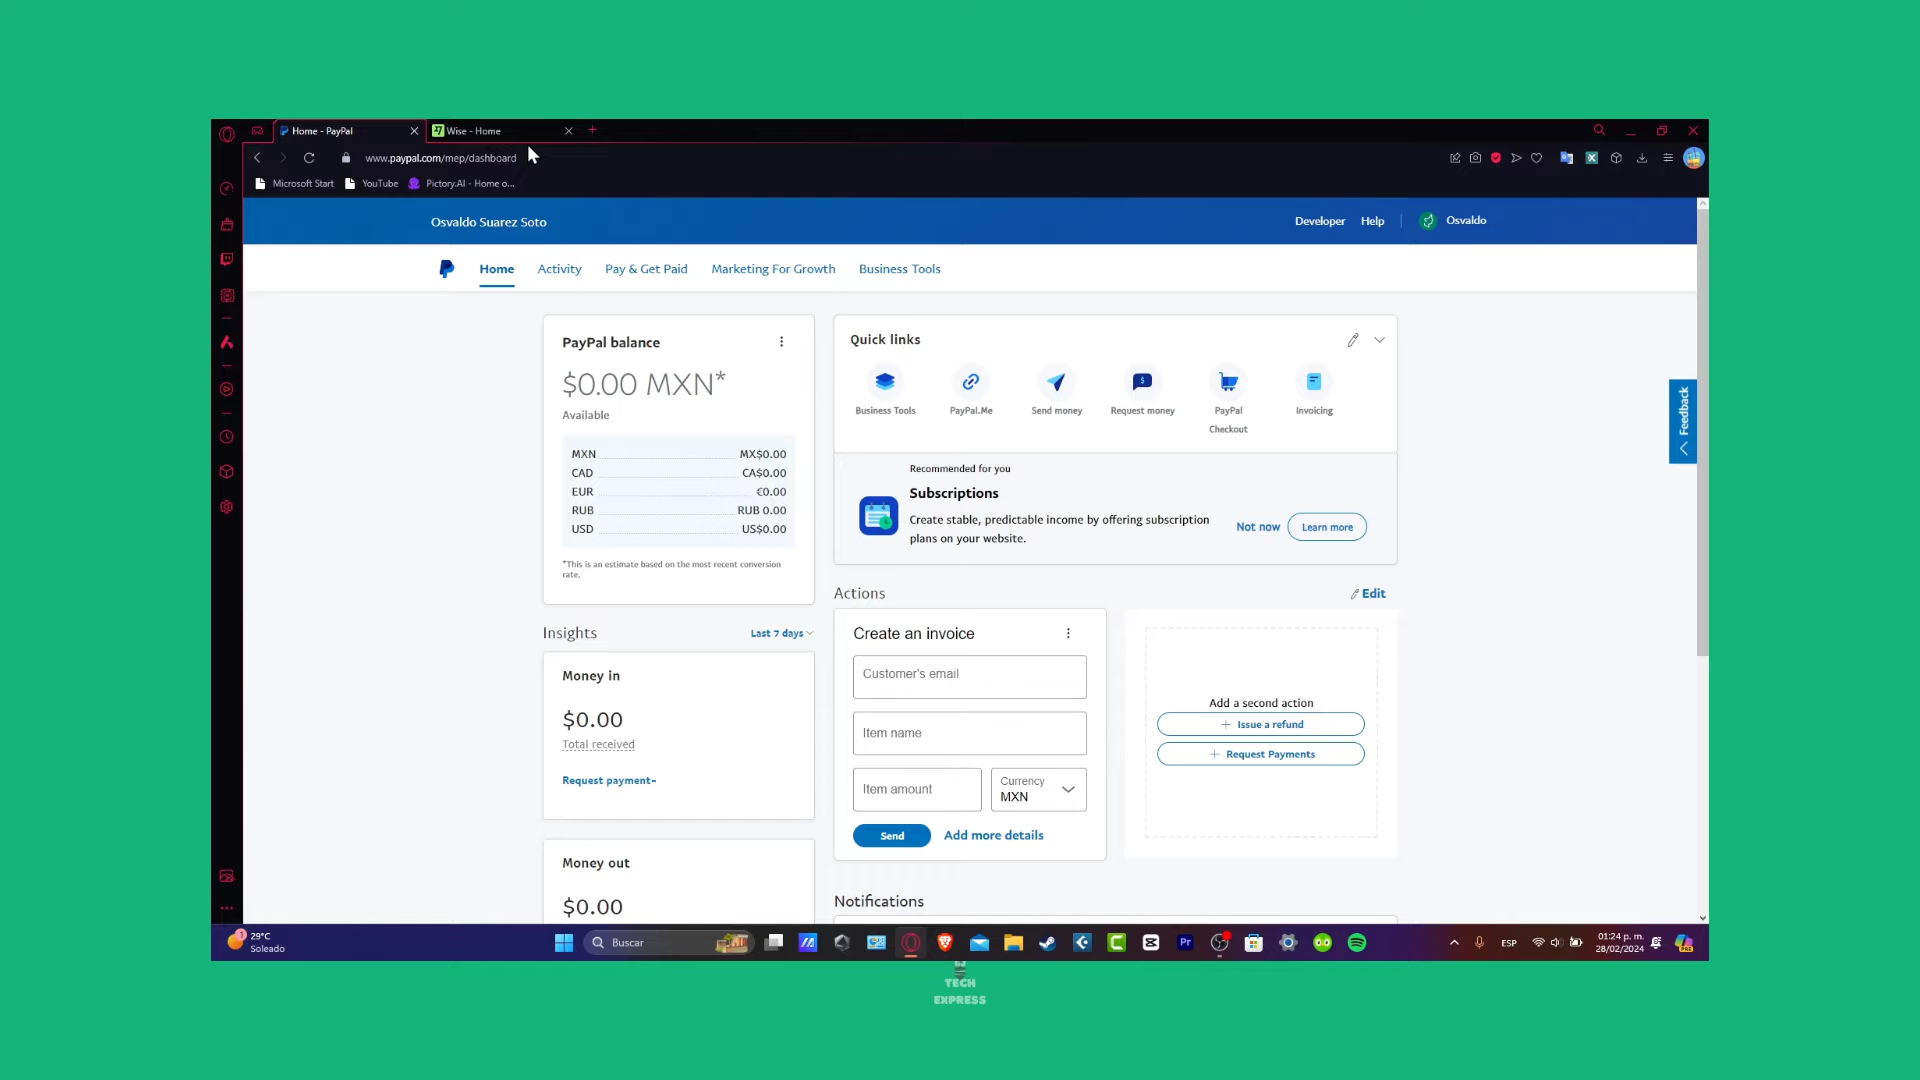 Home - PayPal
Wise - Home
www.paypal.com/mep/dashboard
Microsoft Start
YouTube
Pictory.AI - Home o...
Osvaldo Suarez Soto
Developer
Help
Osvaldo
Home
Activity
Pay & Get Paid
Marketing For Growth
Business Tools
PayPal balance
$0.00 MXN*
Available
MXN MX$0.00
CAD CA$0.00
EUR €0.00
RUB RUB 0.00
USD US$0.00
*This is an estimate based on the most recent conversion
rate.
Quick links
Business Tools
PayPal.Me
Send money
Request money
PayPal
Checkout
Invoicing
Recommended for you
Subscriptions
Create stable, predictable income by offering subscription
plans on your website.
Not now
Learn more
Feedback
Insights
Last 7 days
Money in
$0.00
Total received
Request payment-
Money out
$0.00
Actions
Edit
Create an invoice
Customer's email
Item name
Item amount
Currency
MXN
Send
Add more details
Add a second action
Issue a refund
Request Payments
Notifications
1
29°C
Soleado
Buscar
Pr
ESP
01:24 p. m.
28/02/2024
PRE
TECH
EXPRESS